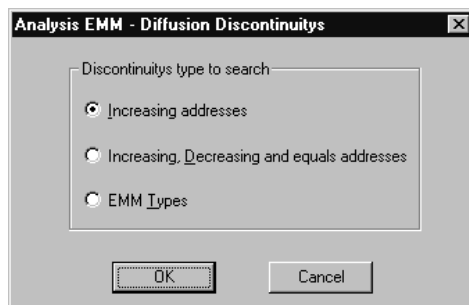 Analysis EMM - Diffusion Discontinuitys
Discontinuitys type to search
Increasing addresses
Increasing, Decreasing and equals addresses
EMM Types
OK
Cancel